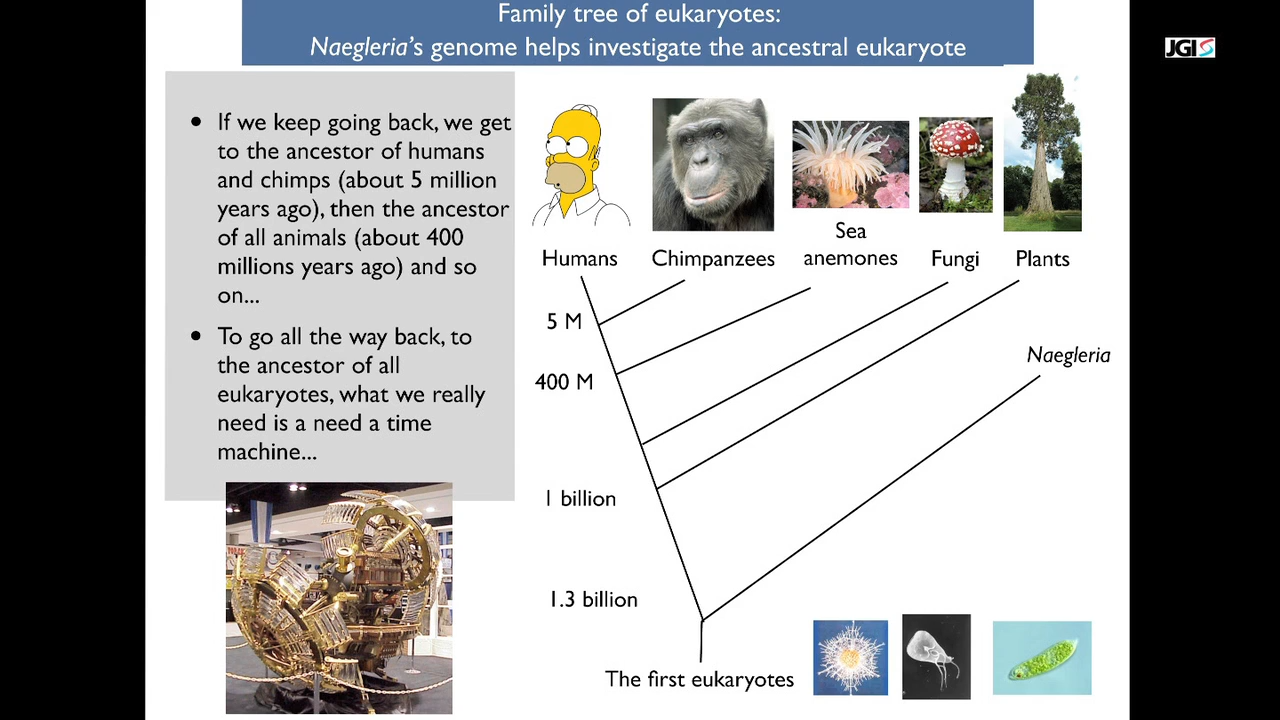 Family tree of eukaryotes:
Naegleria's genome helps investigate the ancestral eukaryote
JGI
• If we keep going back, we get
to the ancestor of humans
and chimps (about 5 million
years ago), then the ancestor
of all animals (about 400
millions years ago) and so
on...
• To go all the way back, to
the ancestor of all
eukaryotes, what we really
need is a need a time
machine...
Humans
Chimpanzees
Sea
anemones
Fungi
Plants
5 M
400 M
Naegleria
1 billion
1.3 billion
The first eukaryotes